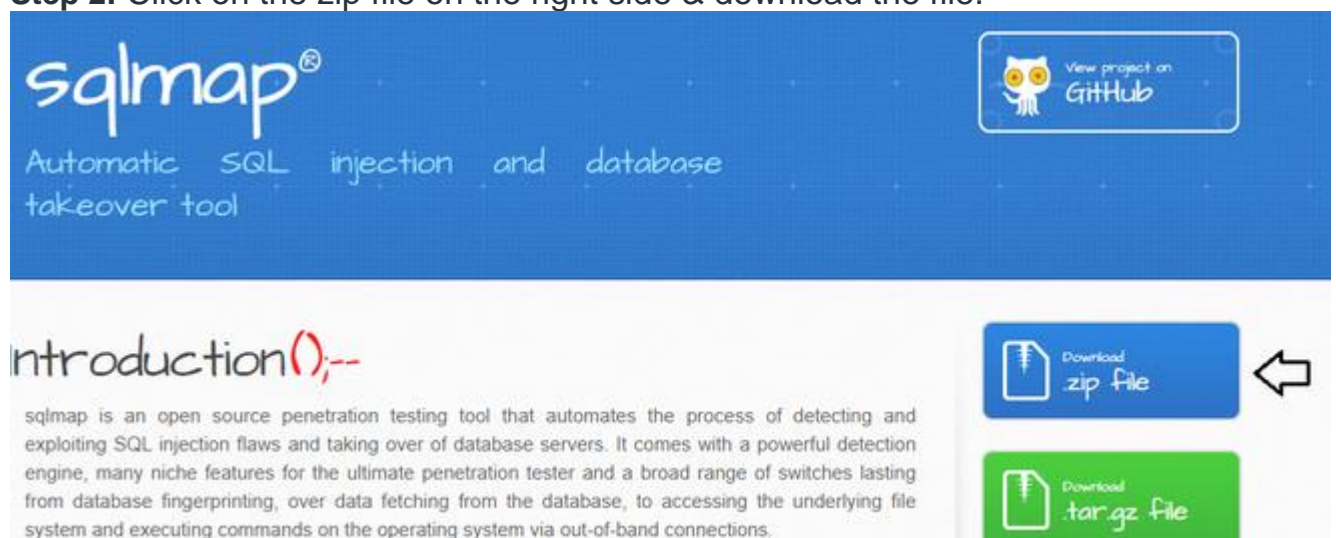 Step 2: Click on the zip file on the right side & download the file.
sqlmap®
Automatic SQL injection and database
takeover tool
View project on
GitHub
Introduction();--
sqlmap is an open source penetration testing tool that automates the process of detecting and
exploiting SQL injection flaws and taking over of database servers. It comes with a powerful detection
engine, many niche features for the ultimate penetration tester and a broad range of switches lasting
from database fingerprinting, over data fetching from the database, to accessing the underlying file
system and executing commands on the operating system via out-of-band connections.
Download
.zip file
Download
.tar.gz file